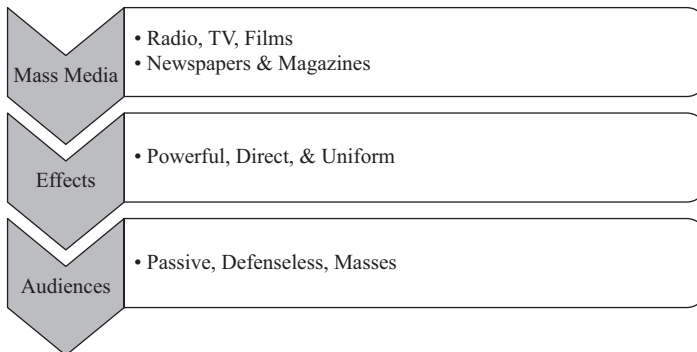 Mass Media
• Radio, TV, Films
• Newspapers & Magazines
Effects
• Powerful, Direct, & Uniform
Audiences
• Passive, Defenseless, Masses